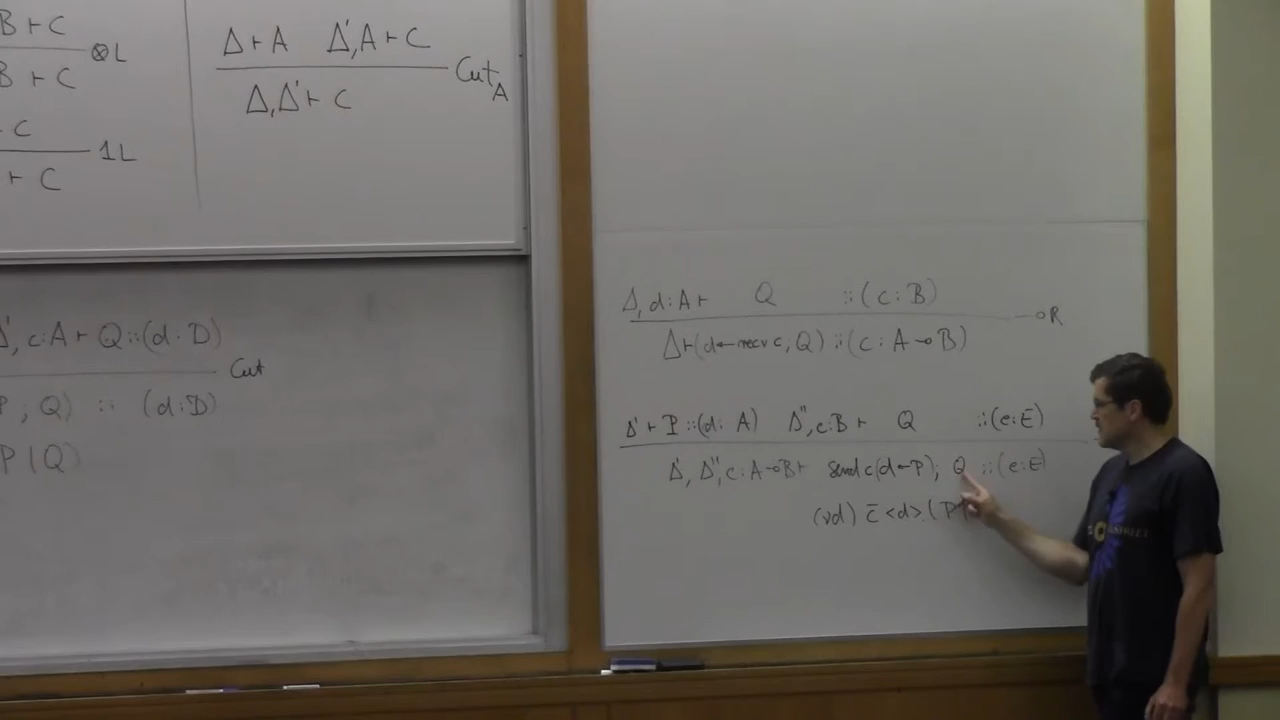 B ⊢ C
⊗L
B ⊢ C
C
1L
⊢ C
Δ ⊢ A Δ', A ⊢ C
Cut_A
Δ, Δ' ⊢ C
Δ', c:A ⊢ Q :: (d:D)
Cut
P, Q) :: (d:D)
P | Q)
Δ, d:A ⊢ Q :: (c:B)
⊸R
Δ ⊢ (d ← recv c, Q) :: (c:A ⊸ B)
Δ' ⊢ P :: (d:A) Δ'', c:B ⊢ Q :: (e:E)
Δ', Δ'', c:A ⊸ B ⊢ send c (d ← P); Q :: (e:E)
(νd) c̄<d>.(P |